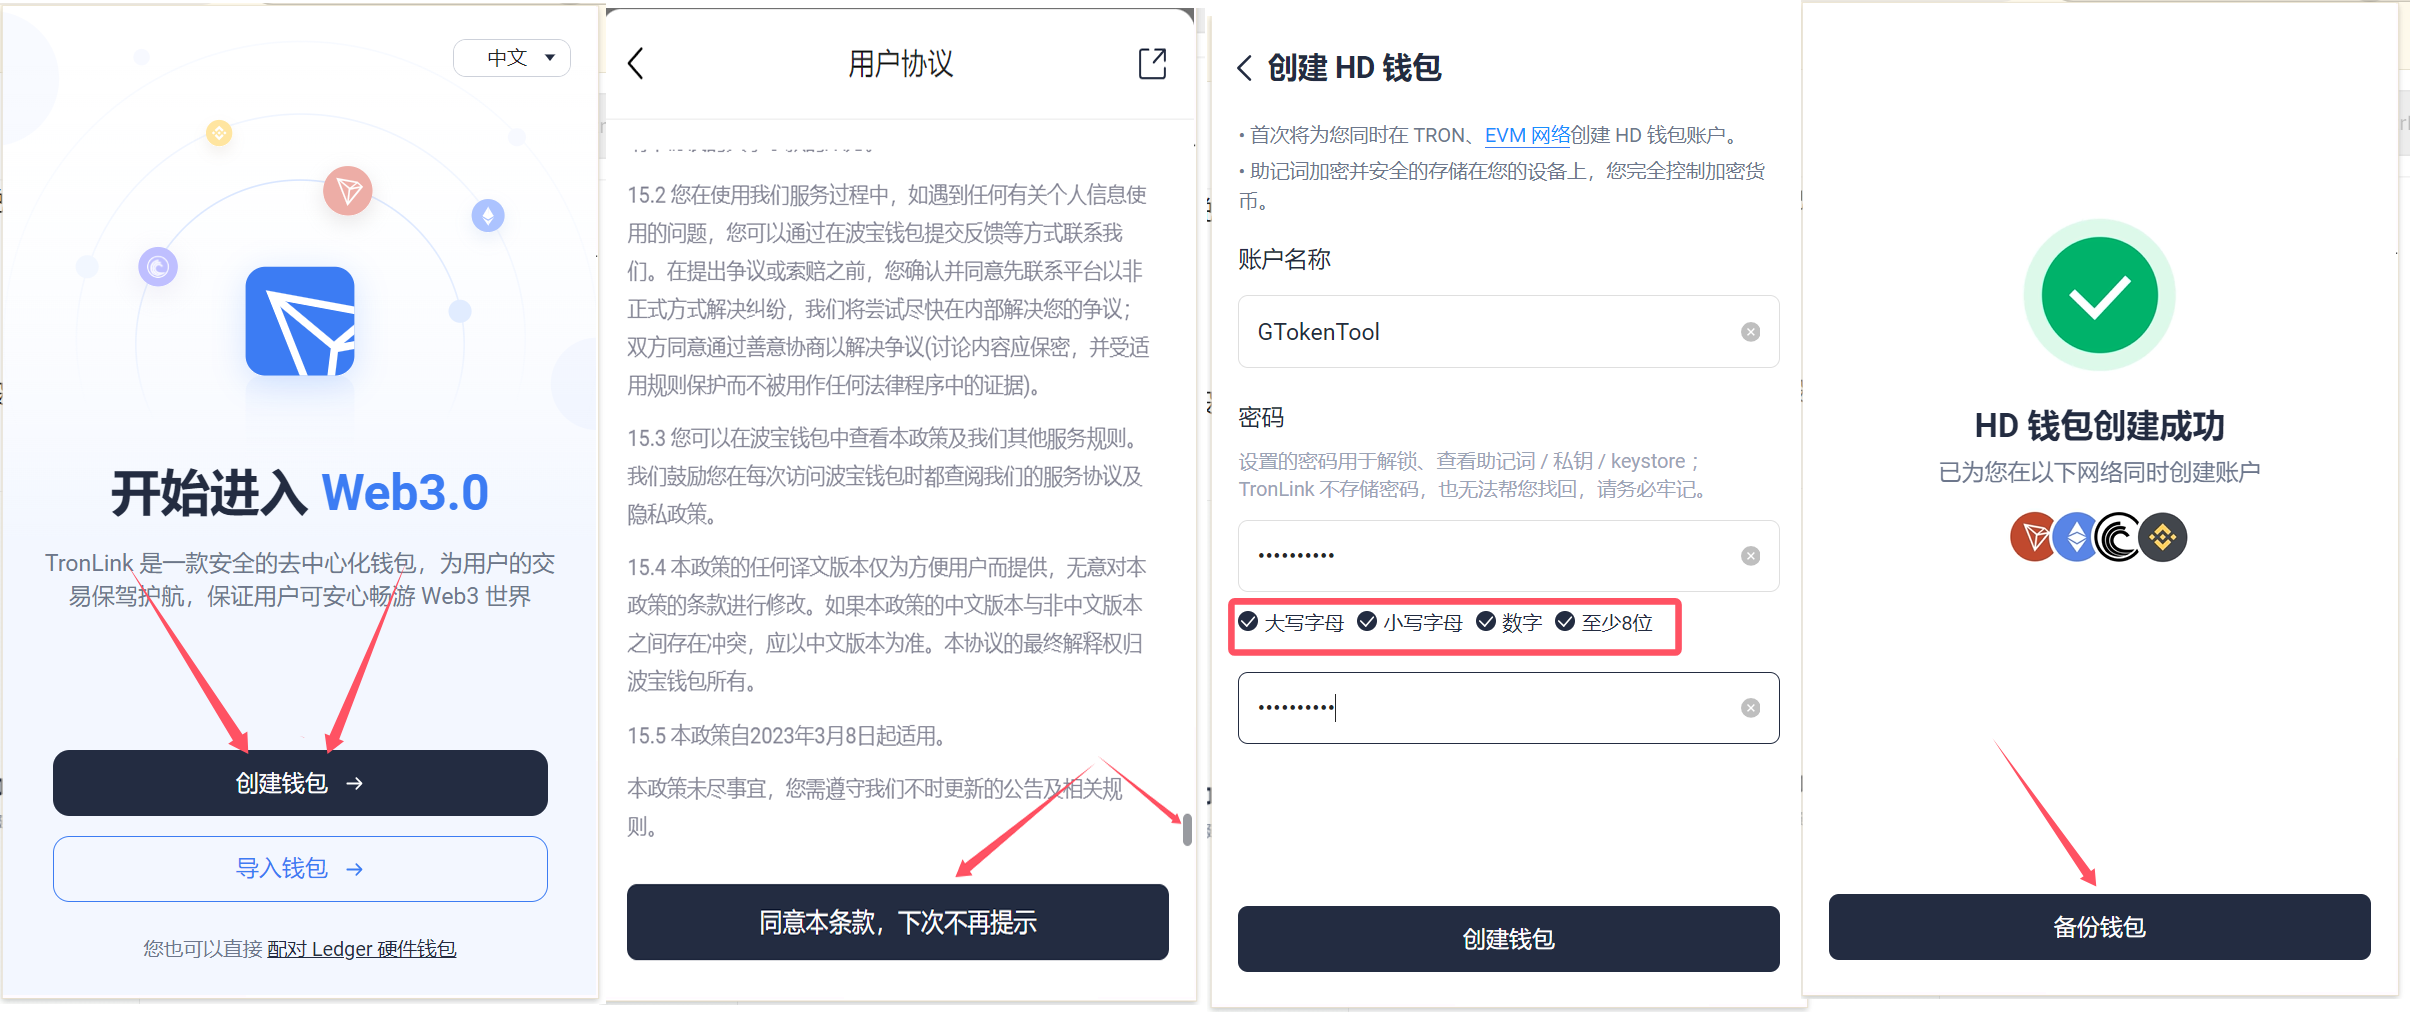 中文
开始进入 Web3.0
TronLink 是一款安全的去中心化钱包，为用户的交
易保驾护航，保证用户可安心畅游 Web3 世界
创建钱包 →
导入钱包 →
您也可以直接 配对 Ledger 硬件钱包
用户协议
15.2 您在使用我们服务过程中，如遇到任何有关个人信息使
用的问题，您可以通过在波宝钱包提交反馈等方式联系我
们。在提出争议或索赔之前，您确认并同意先联系平台以非
正式方式解决纠纷，我们将尝试尽快在内部解决您的争议；
双方同意通过善意协商以解决争议(讨论内容应保密，并受适
用规则保护而不被用作任何法律程序中的证据)。
15.3 您可以在波宝钱包中查看本政策及我们其他服务规则。
我们鼓励您在每次访问波宝钱包时都查阅我们的服务协议及
隐私政策。
15.4 本政策的任何译文版本仅为方便用户而提供，无意对本
政策的条款进行修改。如果本政策的中文版本与非中文版本
之间存在冲突，应以中文版本为准。本协议的最终解释权归
波宝钱包所有。
15.5 本政策自2023年3月8日起适用。
本政策未尽事宜，您需遵守我们不时更新的公告及相关规
则。
同意本条款，下次不再提示
创建 HD 钱包
• 首次将为您同时在 TRON、EVM 网络创建 HD 钱包账户。
• 助记词加密并安全的存储在您的设备上，您完全控制加密货
币。
账户名称
GTokenTool
密码
设置的密码用于解锁、查看助记词 / 私钥 / keystore；
TronLink 不存储密码，也无法帮您找回，请务必牢记。
••••••••••
大写字母 小写字母 数字 至少8位
••••••••••
创建钱包
HD 钱包创建成功
已为您在以下网络同时创建账户
备份钱包